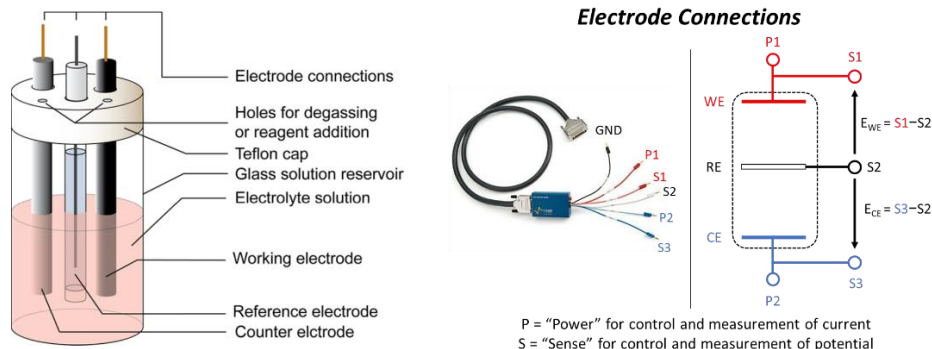 Electrode connections
Holes for degassing
or reagent addition
Teflon cap
Glass solution reservoir
Electrolyte solution
Working electrode
Reference electrode
Counter elctrode
Electrode Connections
GND
P1
S1
S2
P2
S3
P1
S1
WE
E_WE = S1–S2
RE
S2
E_CE = S3–S2
CE
P2
S3
P = “Power” for control and measurement of current
S = “Sense” for control and measurement of potential